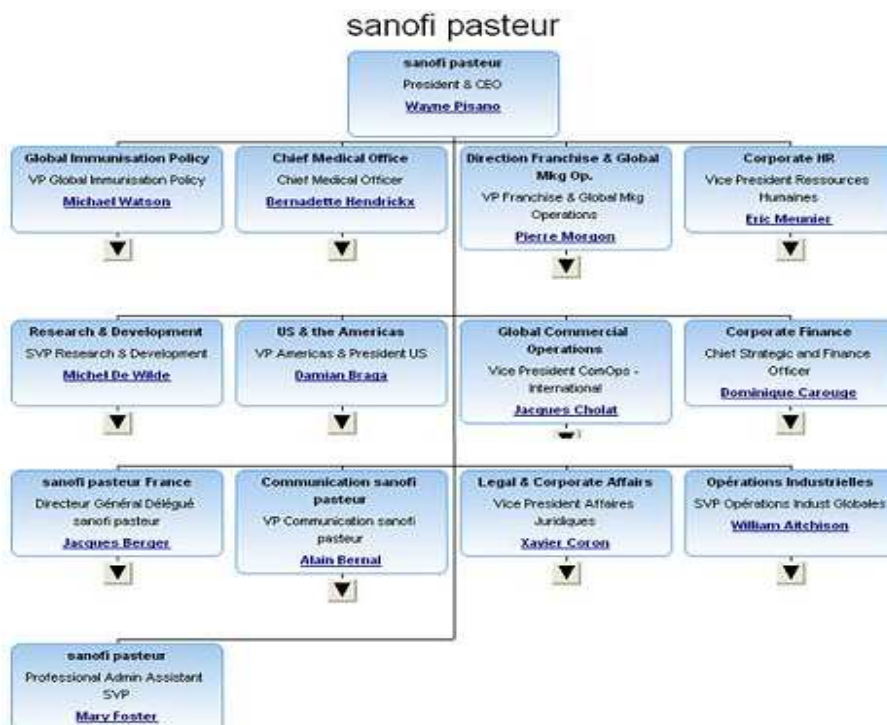 sanofi pasteur
sanofi pasteur
President & CEO
Wayne Pisano
Global Immunisation Policy
VP Global Immunisation Policy
Michael Watson
Chief Medical Office
Chief Medical Officer
Bernadette Hendrickx
Direction Franchise & Global
Mkg Op.
VP Franchise & Global Mkg
Operations
Pierre Morgon
Corporate HR
Vice President Ressources
Humaines
Eric Meunier
Research & Development
SVP Research & Development
Michel De Wilde
US & the Americas
VP Americas & President US
Damian Braga
Global Commercial
Operations
Vice President ComOps -
International
Jacques Cholat
Corporate Finance
Chief Strategic and Finance
Officer
Dominique Carouge
sanofi pasteur France
Directeur Général Délégué
sanofi pasteur
Jacques Berger
Communication sanofi
pasteur
VP Communication sanofi
pasteur
Alain Bernal
Legal & Corporate Affairs
Vice President Affaires
Juridiques
Xavier Coron
Opérations Industrielles
SVP Opérations Indust Globales
William Aitchison
sanofi pasteur
Professional Admin Assistant
SVP
Mary Foster